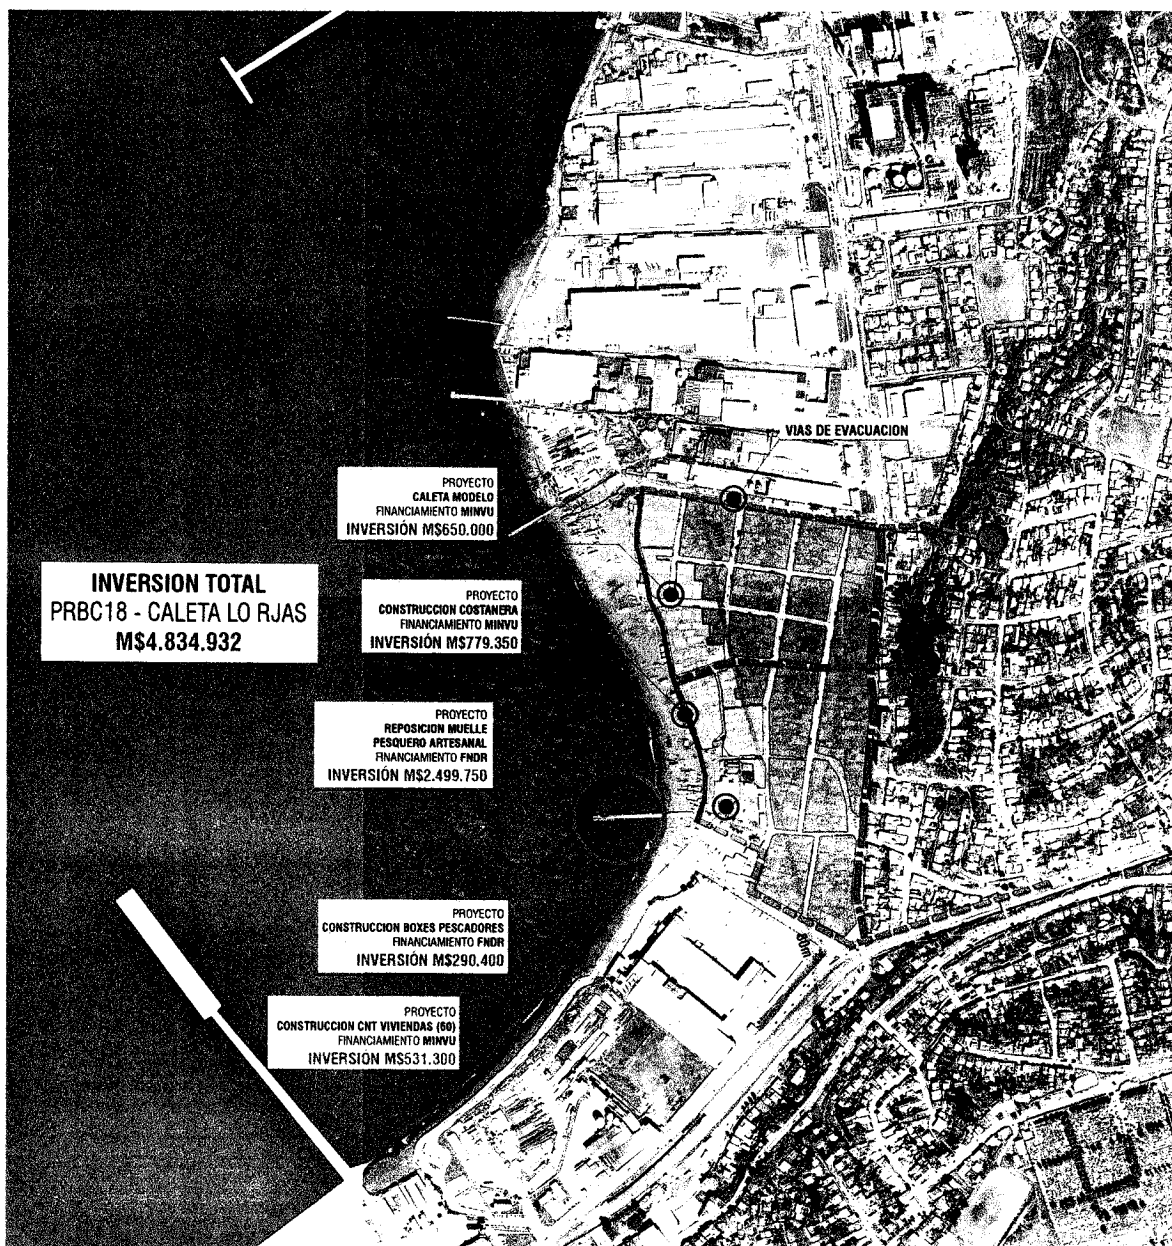 VIAS DE EVACUACION
PROYECTO
CALETA MODELO
FINANCIAMIENTO MINVU
INVERSIÓN M$650.000
INVERSION TOTAL
PRBC18 - CALETA LO RJAS
M$4.834.932
PROYECTO
CONSTRUCCION COSTANERA
FINANCIAMIENTO MINVU
INVERSIÓN M$779.350
PROYECTO
REPOSICION MUELLE
PESQUERO ARTESANAL
FINANCIAMIENTO FNDR
INVERSIÓN M$2.499.750
PROYECTO
CONSTRUCCION BOXES PESCADORES
FINANCIAMIENTO FNDR
INVERSIÓN M$290.400
PROYECTO
CONSTRUCCION CNT VIVIENDAS (60)
FINANCIAMIENTO MINVU
INVERSIÓN M$531.300